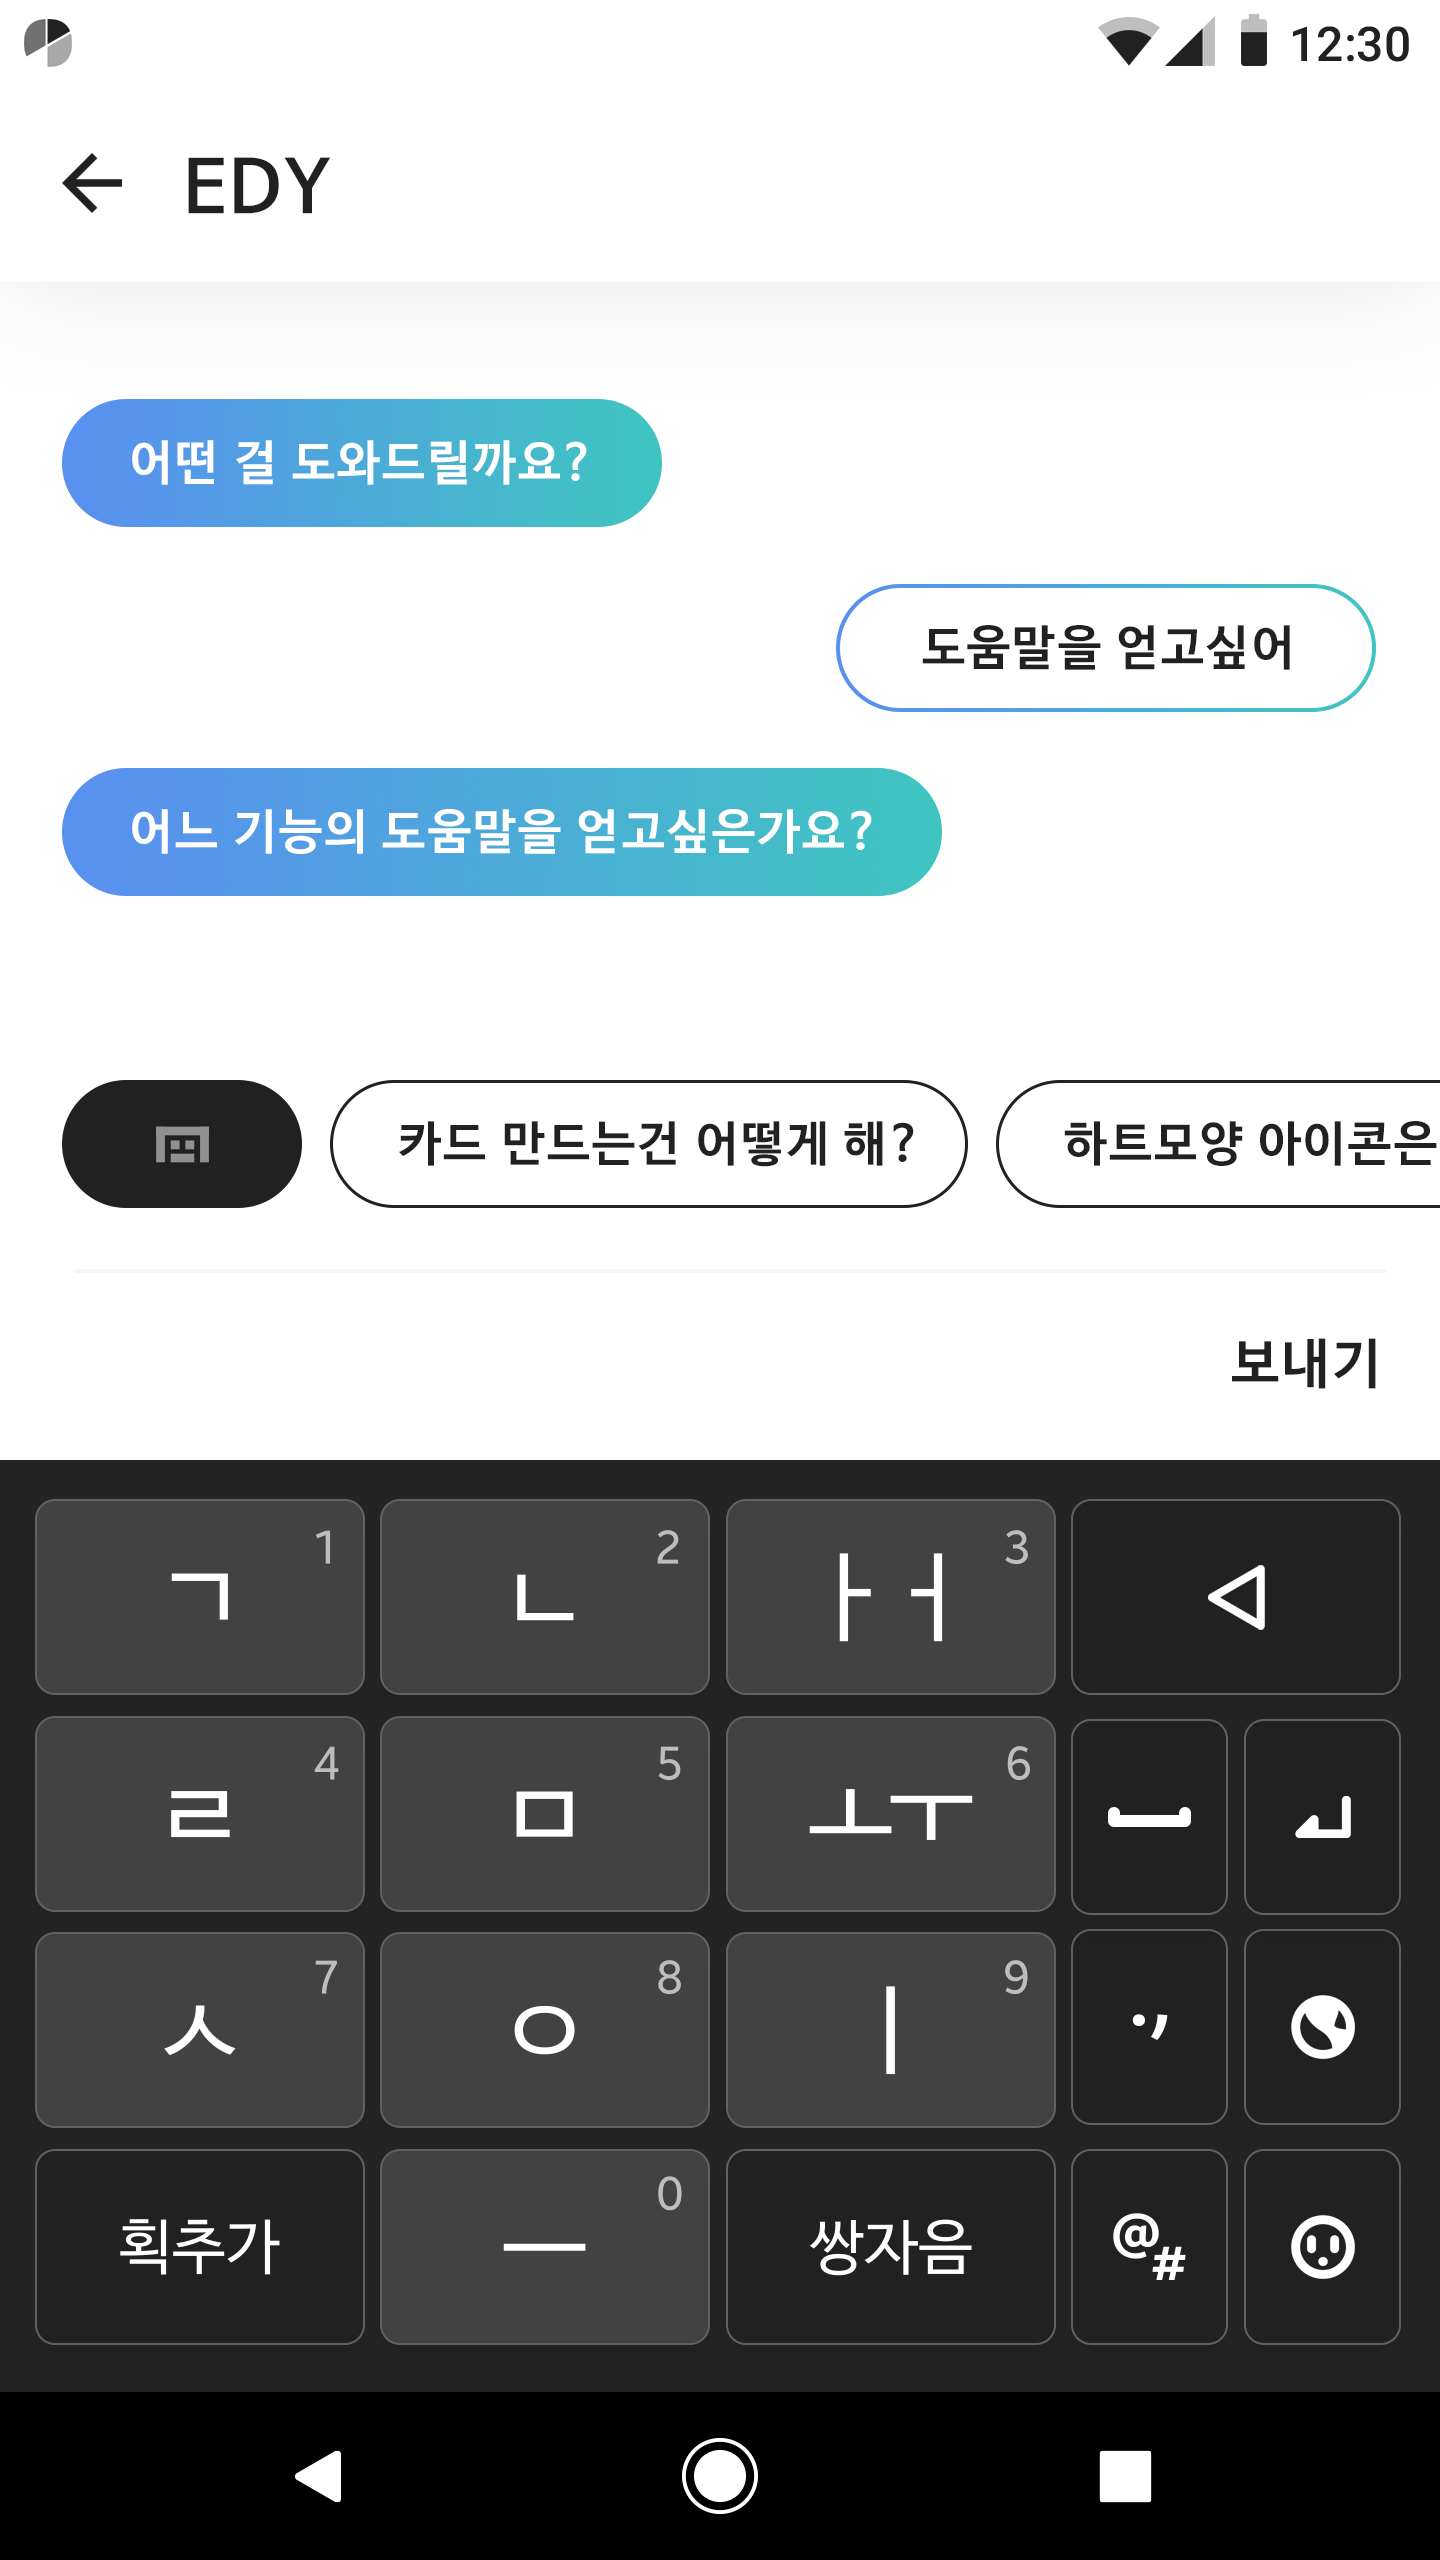 12:30
EDY
어떤 걸 도와드릴까요?
도움말을 얻고싶어
어느 기능의 도움말을 얻고싶은가요?
카드 만드는건 어떻게 해? 하트모양 아이콘은
보내기
ㄱ 1 ㄴ 2 ㅏㅓ 3
ㄹ 4 ㅁ 5 ㅗㅜ 6
ㅅ 7 ㅇ 8 ㅣ 9 .,
획추가 ㅡ 0 쌍자음 @#